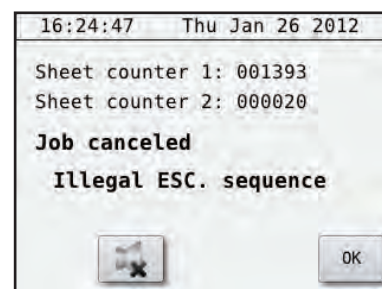 16:24:47 Thu Jan 26 2012
Sheet counter 1: 001393
Sheet counter 2: 000020
Job canceled
Illegal ESC. sequence
OK